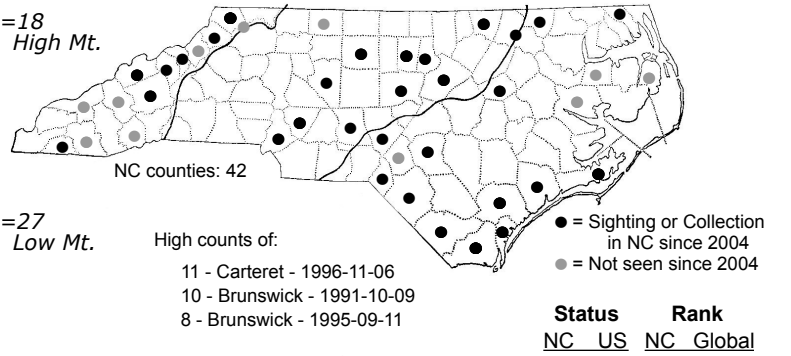 =18
High Mt.
NC counties: 42
=27
Low Mt.
High counts of:
11 - Carteret - 1996-11-06
10 - Brunswick - 1991-10-09
8 - Brunswick - 1995-09-11
= Sighting or Collection
in NC since 2004
= Not seen since 2004
Status Rank
NC US NC Global